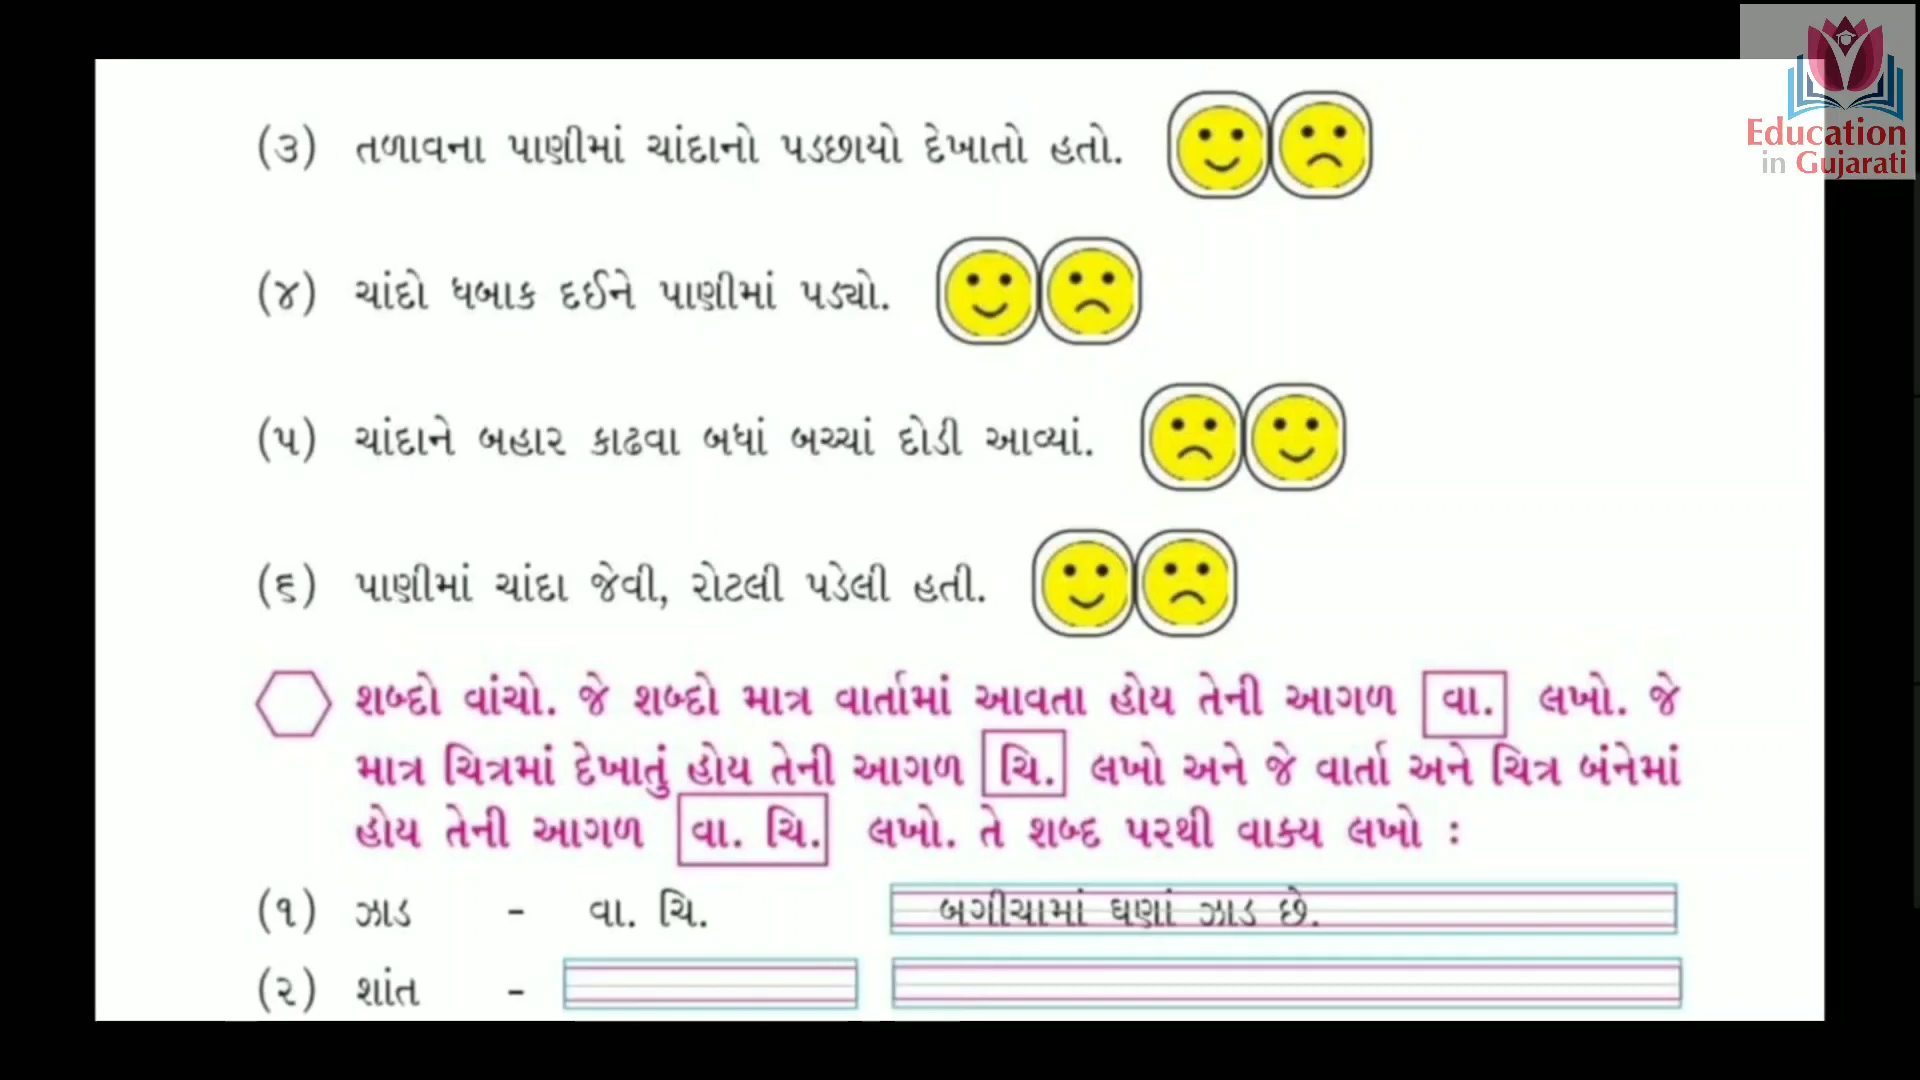 Education
in Gujarati
(૩) તળાવના પાણીમાં ચાંદાનો પડછાયો દેખાતો હતો.
(૪) ચાંદો ધબાક દઈને પાણીમાં પડ્યો.
(૫) ચાંદાને બહાર કાઢવા બધાં બચ્ચાં દોડી આવ્યાં.
(૬) પાણીમાં ચાંદા જેવી, રોટલી પડેલી હતી.
શબ્દો વાંચો. જે શબ્દો માત્ર વાર્તામાં આવતા હોય તેની આગળ વા. લખો. જે
માત્ર ચિત્રમાં દેખાતું હોય તેની આગળ ચિ. લખો અને જે વાર્તા અને ચિત્ર બંનેમાં
હોય તેની આગળ વા. ચિ. લખો. તે શબ્દ પરથી વાક્ય લખો :
(૧) ઝાડ - વા. ચિ. બગીચામાં ઘણાં ઝાડ છે.
(૨) શાંત -